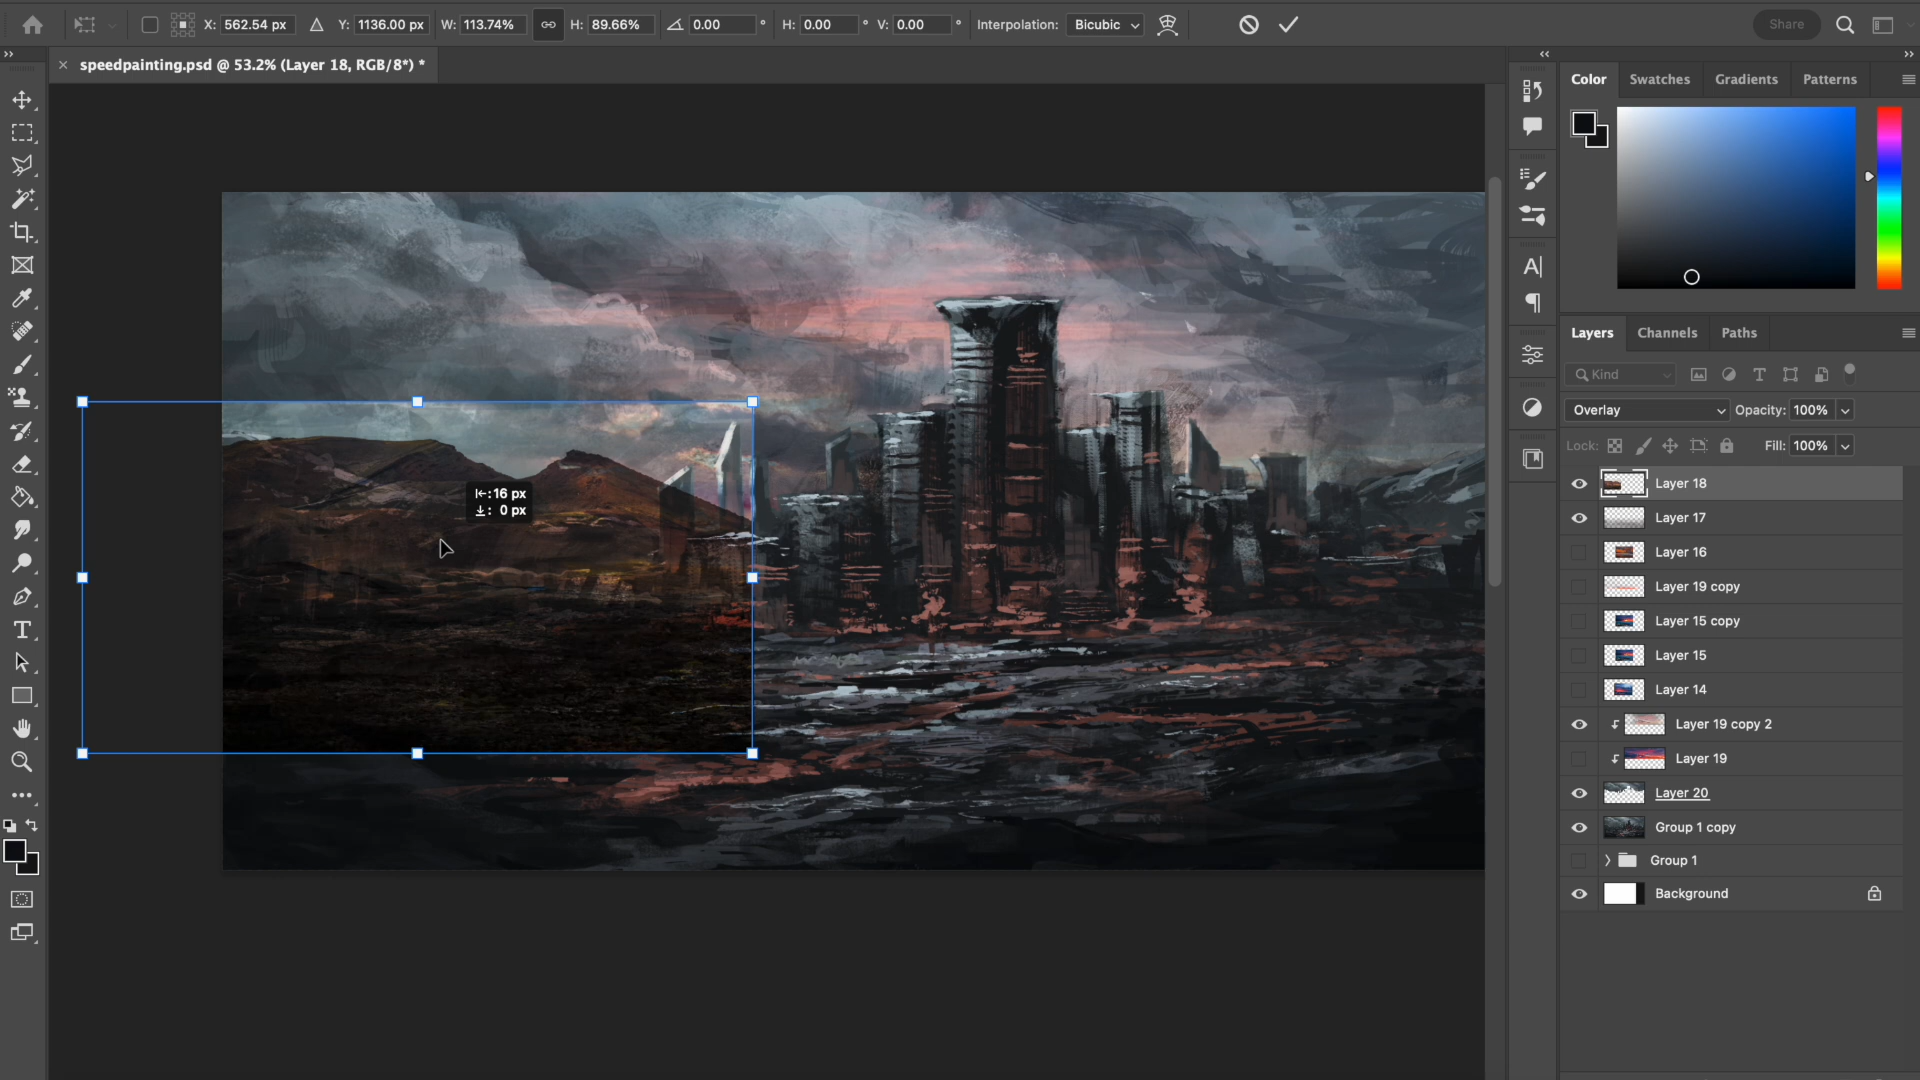 X: 562.54 px Y: 1136.00 px W: 113.74% H: 89.66% 0.00 ° H: 0.00 ° V: 0.00 ° Interpolation: Bicubic Share
speedpainting.psd @ 53.2% (Layer 18, RGB/8*) *
Color Swatches Gradients Patterns
Layers Channels Paths
Kind
Overlay Opacity: 100%
Lock: Fill: 100%
Layer 18
: 16 px
: 0 px
Layer 17
Layer 16
Layer 19 copy
Layer 15 copy
Layer 15
Layer 14
Layer 19 copy 2
Layer 19
Layer 20
Group 1 copy
Group 1
Background